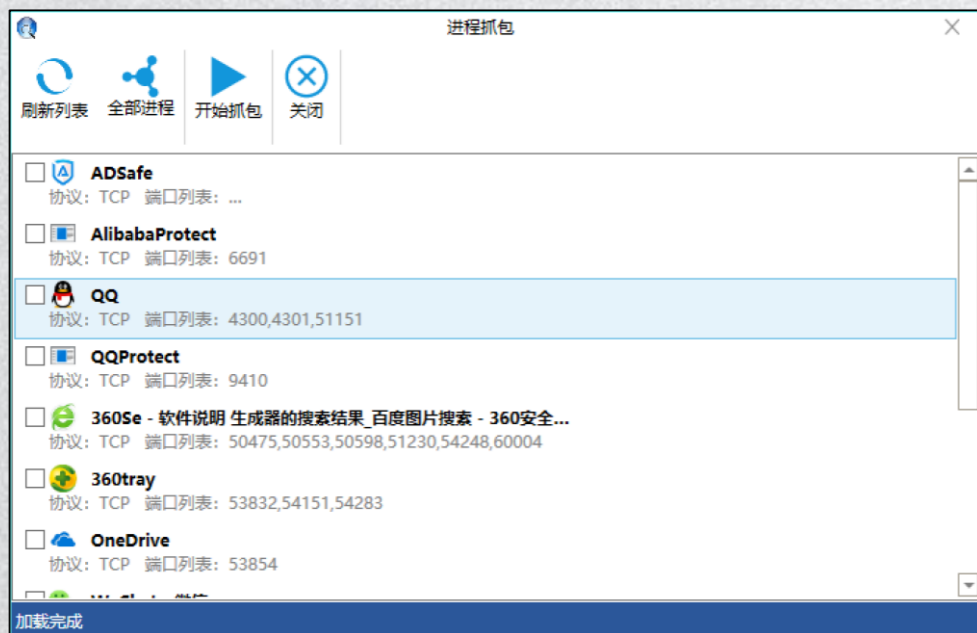 进程抓包
刷新列表 全部进程 开始抓包 关闭
ADSafe
协议：TCP 端口列表：...
AlibabaProtect
协议：TCP 端口列表：6691
QQ
协议：TCP 端口列表：4300,4301,51151
QQProtect
协议：TCP 端口列表：9410
360Se - 软件说明 生成器的搜索结果_百度图片搜索 - 360安全...
协议：TCP 端口列表：50475,50553,50598,51230,54248,60004
360tray
协议：TCP 端口列表：53832,54151,54283
OneDrive
协议：TCP 端口列表：53854
加载完成